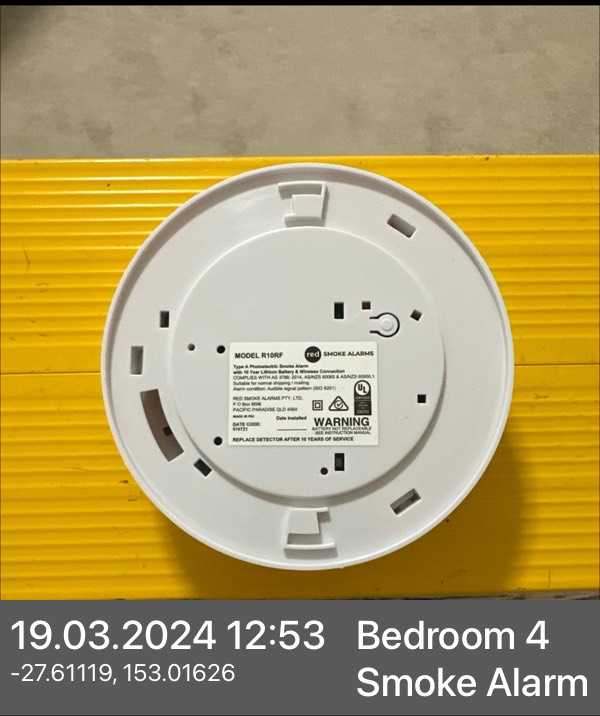 MODEL R10RF
red SMOKE ALARMS
Type A Photoelectric Smoke Alarm
with 10 Year Lithium Battery & Wireless Connection
COMPLIES WITH AS 3786: 2014, AS/NZS 60065 & AS/NZS 60950.1
Suitable for normal shipping / mailing
Alarm condition: Audible signal pattern (ISO 8201)
RED SMOKE ALARMS PTY. LTD.
P O Box 9096
PACIFIC PARADISE QLD 4564
MADE IN PRC
Date Installed
DATE CODE:
010721
WARNING
BATTERY NOT REPLACEABLE
SEE INSTRUCTION MANUAL
REPLACE DETECTOR AFTER 10 YEARS OF SERVICE
19.03.2024 12:53
-27.61119, 153.01626
Bedroom 4
Smoke Alarm